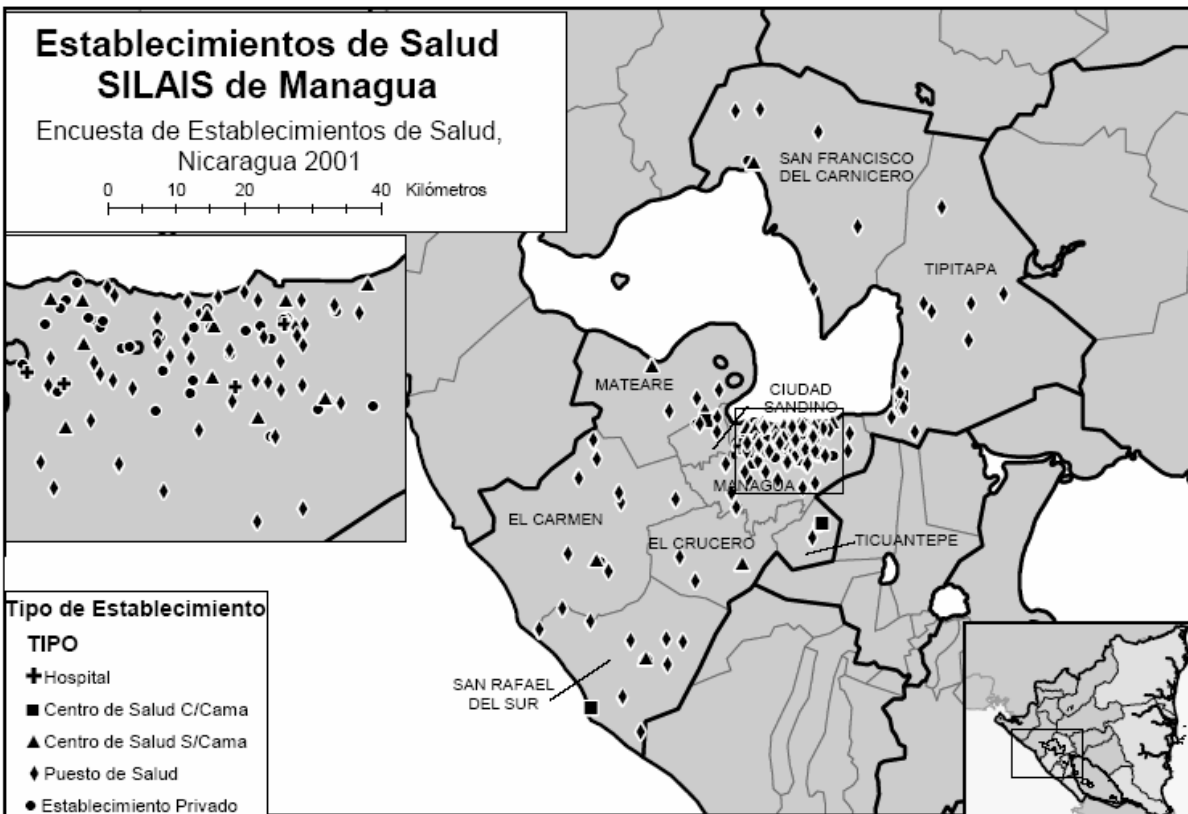 Establecimientos de Salud
SILAIS de Managua
Encuesta de Establecimientos de Salud,
Nicaragua 2001
0 10 20 40 Kilómetros
SAN FRANCISCO
DEL CARNICERO
TIPITAPA
MATEARE
CIUDAD
SANDINO
MANAGUA
EL CARMEN
EL CRUCERO
TICUANTEPE
SAN RAFAEL
DEL SUR
Tipo de Establecimiento
TIPO
Hospital
Centro de Salud C/Cama
Centro de Salud S/Cama
Puesto de Salud
Establecimiento Privado